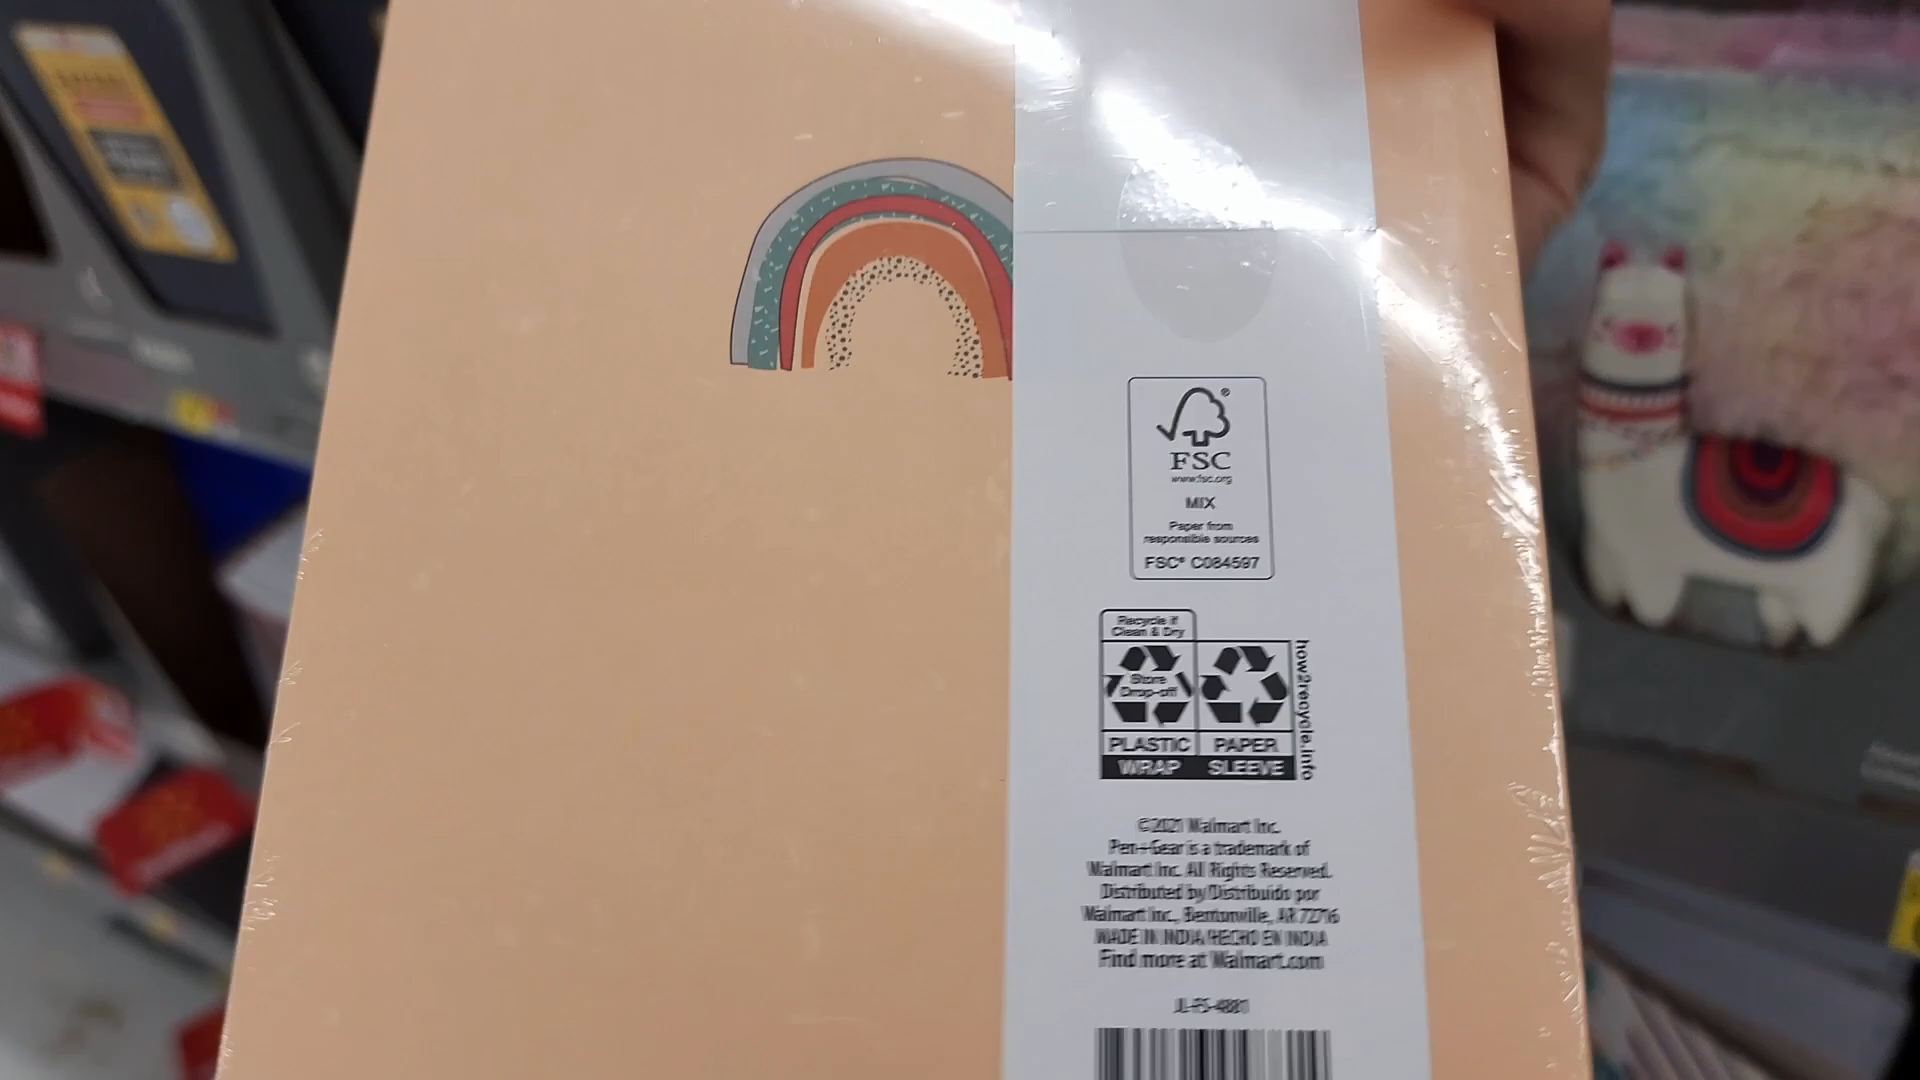 FSC®
www.fsc.org
MIX
Paper from
responsible sources
FSC® C084597
Recycle if
Clean & Dry
Store
Drop-off
PLASTIC
WRAP
PAPER
SLEEVE
how2recycle.info
©2021 Walmart Inc.
Pen+Gear is a trademark of
Walmart Inc. All Rights Reserved.
Distributed by/Distribuido por
Walmart Inc., Bentonville, AR 72716
MADE IN INDIA/HECHO EN INDIA
Find more at Walmart.com
JL-FS-4881